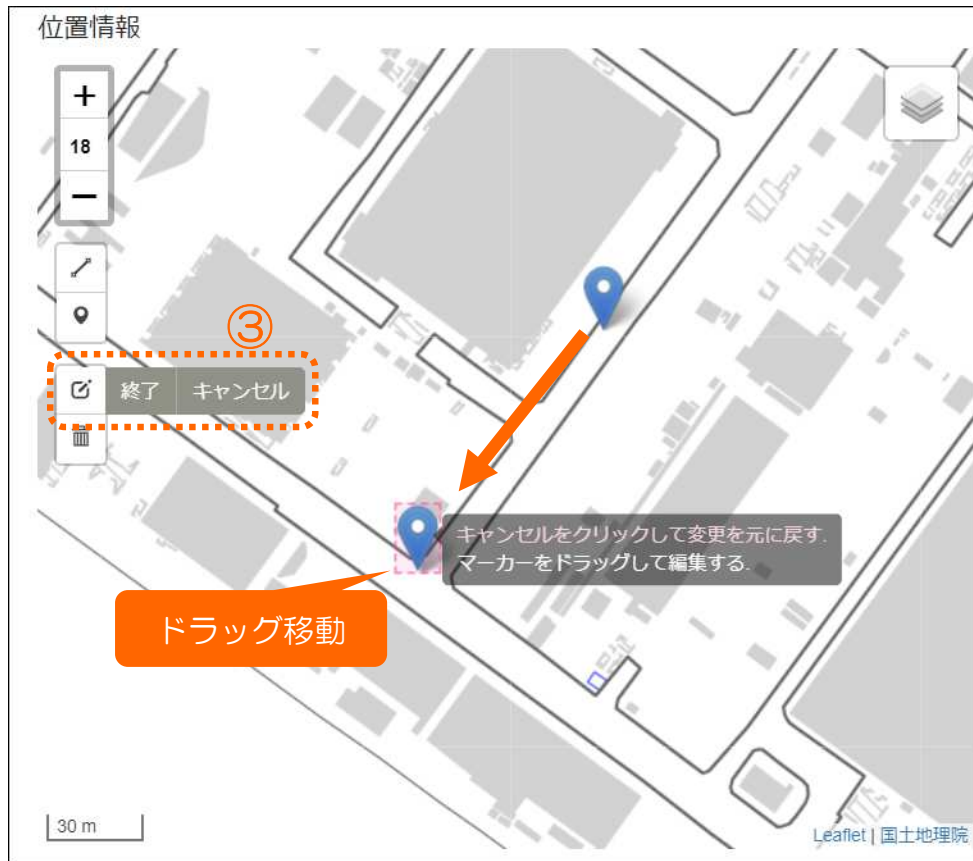 位置情報
+
18
−
③
終了 キャンセル
キャンセルをクリックして変更を元に戻す.
マーカーをドラッグして編集する.
ドラッグ移動
30 m
Leaflet | 国土地理院